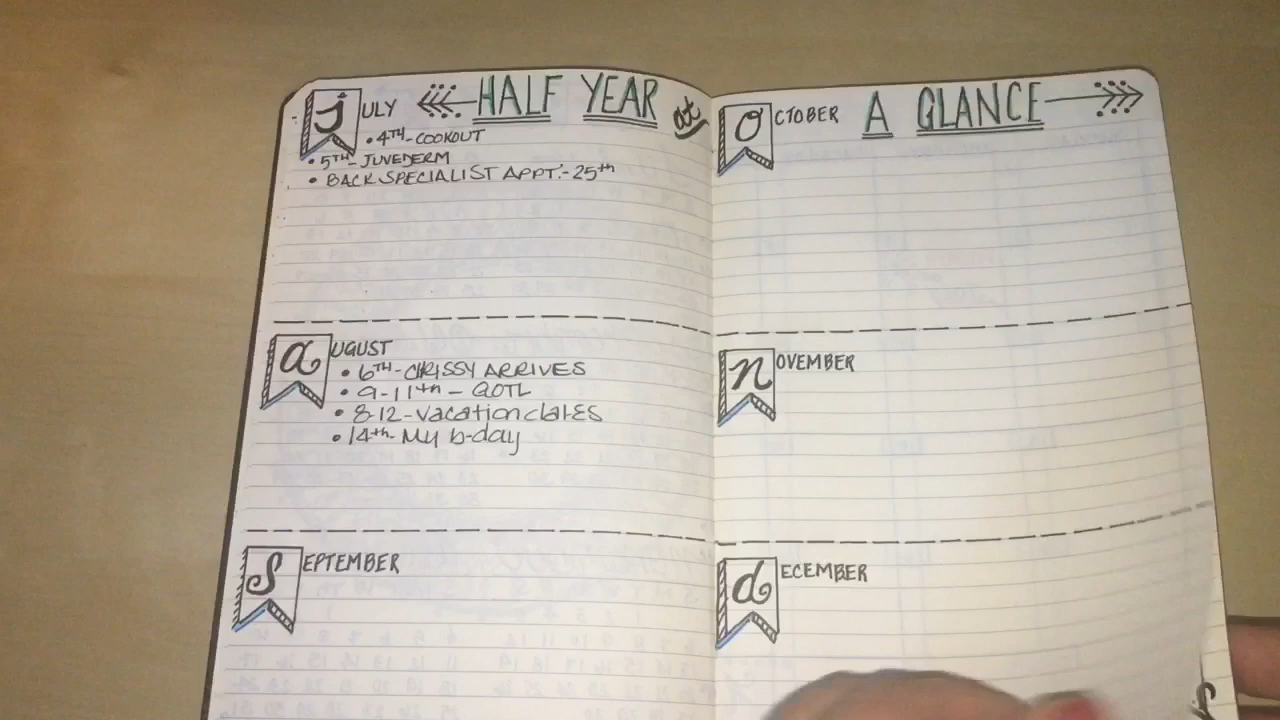 HALF YEAR at A GLANCE
JULY
• 4TH - COOKOUT
• 5TH - JUVEDERM
• BACK SPECIALIST APPT. - 25th
AUGUST
• 6TH - CHRISSY ARRIVES
• 9-11th - GOTL
• 8-12 - Vacation dates
• 14th - My b-day
SEPTEMBER
OCTOBER
NOVEMBER
DECEMBER